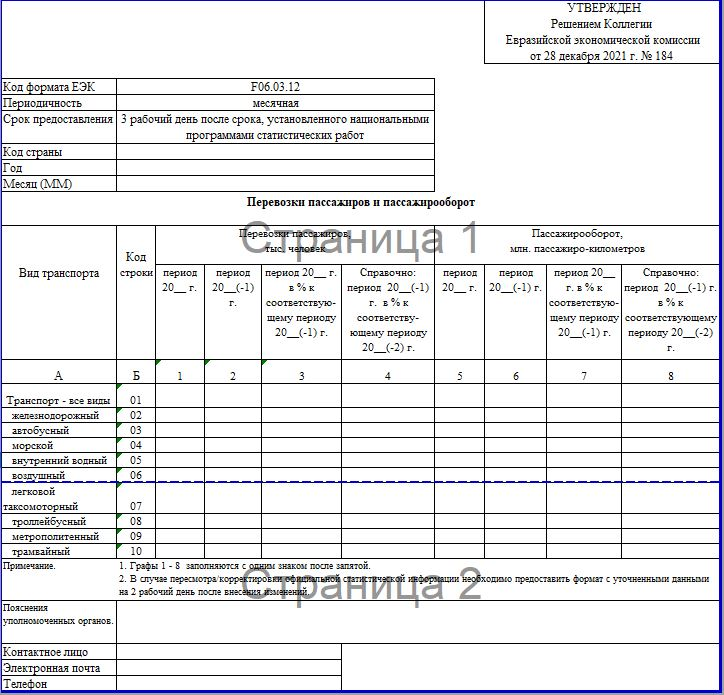 УТВЕРЖДЕН
Решением Коллегии
Евразийской экономической комиссии
от 28 декабря 2021 г. № 184
Код формата ЕЭК F06.03.12
Периодичность месячная
Срок предоставления 3 рабочий день после срока, установленного национальными
программами статистических работ
Код страны
Год
Месяц (ММ)
Перевозки пассажиров и пассажирооборот
Страница 1
Вид транспорта
Код
строки
Перевозки пассажиров,
тыс. человек
Пассажирооборот,
млн. пассажиро-километров
период
20__ г.
период
20__(-1)
г.
период 20__ г.
в % к
соответствую-
щему периоду
20__(-1) г.
Справочно:
период 20__(-1)
г. в % к
соответству-
ющему периоду
20__(-2) г.
период
20__ г.
период
20__(-1) г.
период 20__
г. в % к
соответствую-
щему периоду
20__(-1) г.
Справочно:
период 20__(-1) г.
в % к
соответствующему
периоду 20__(-2)
г.
А Б 1 2 3 4 5 6 7 8
Транспорт - все виды 01
железнодорожный 02
автобусный 03
морской 04
внутренний водный 05
воздушный 06
легковой
таксомоторный 07
троллейбусный 08
метрополитенный 09
трамвайный 10
Примечание. 1. Графы 1 - 8 заполняются с одним знаком после запятой.
2. В случае пересмотра/корректировки официальной статистической информации необходимо предоставить формат с уточненными данными
на 2 рабочий день после внесения изменений.
Страница 2
Пояснения
уполномоченных органов.
Контактное лицо
Электронная почта
Телефон